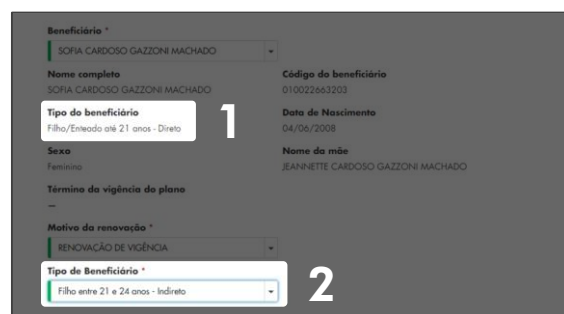 Beneficiário *
SOFIA CARDOSO GAZZONI MACHADO
Nome completo
SOFIA CARDOSO GAZZONI MACHADO
Código do beneficiário
010022663203
Tipo do beneficiário
Filho/Enteado até 21 anos - Direto
1
Data de Nascimento
04/06/2008
Sexo
Feminino
Nome da mãe
JEANNETTE CARDOSO GAZZONI MACHADO
Término da vigência do plano
—
Motivo da renovação *
RENOVAÇÃO DE VIGÊNCIA
Tipo de Beneficiário *
Filho entre 21 e 24 anos - Indireto
2